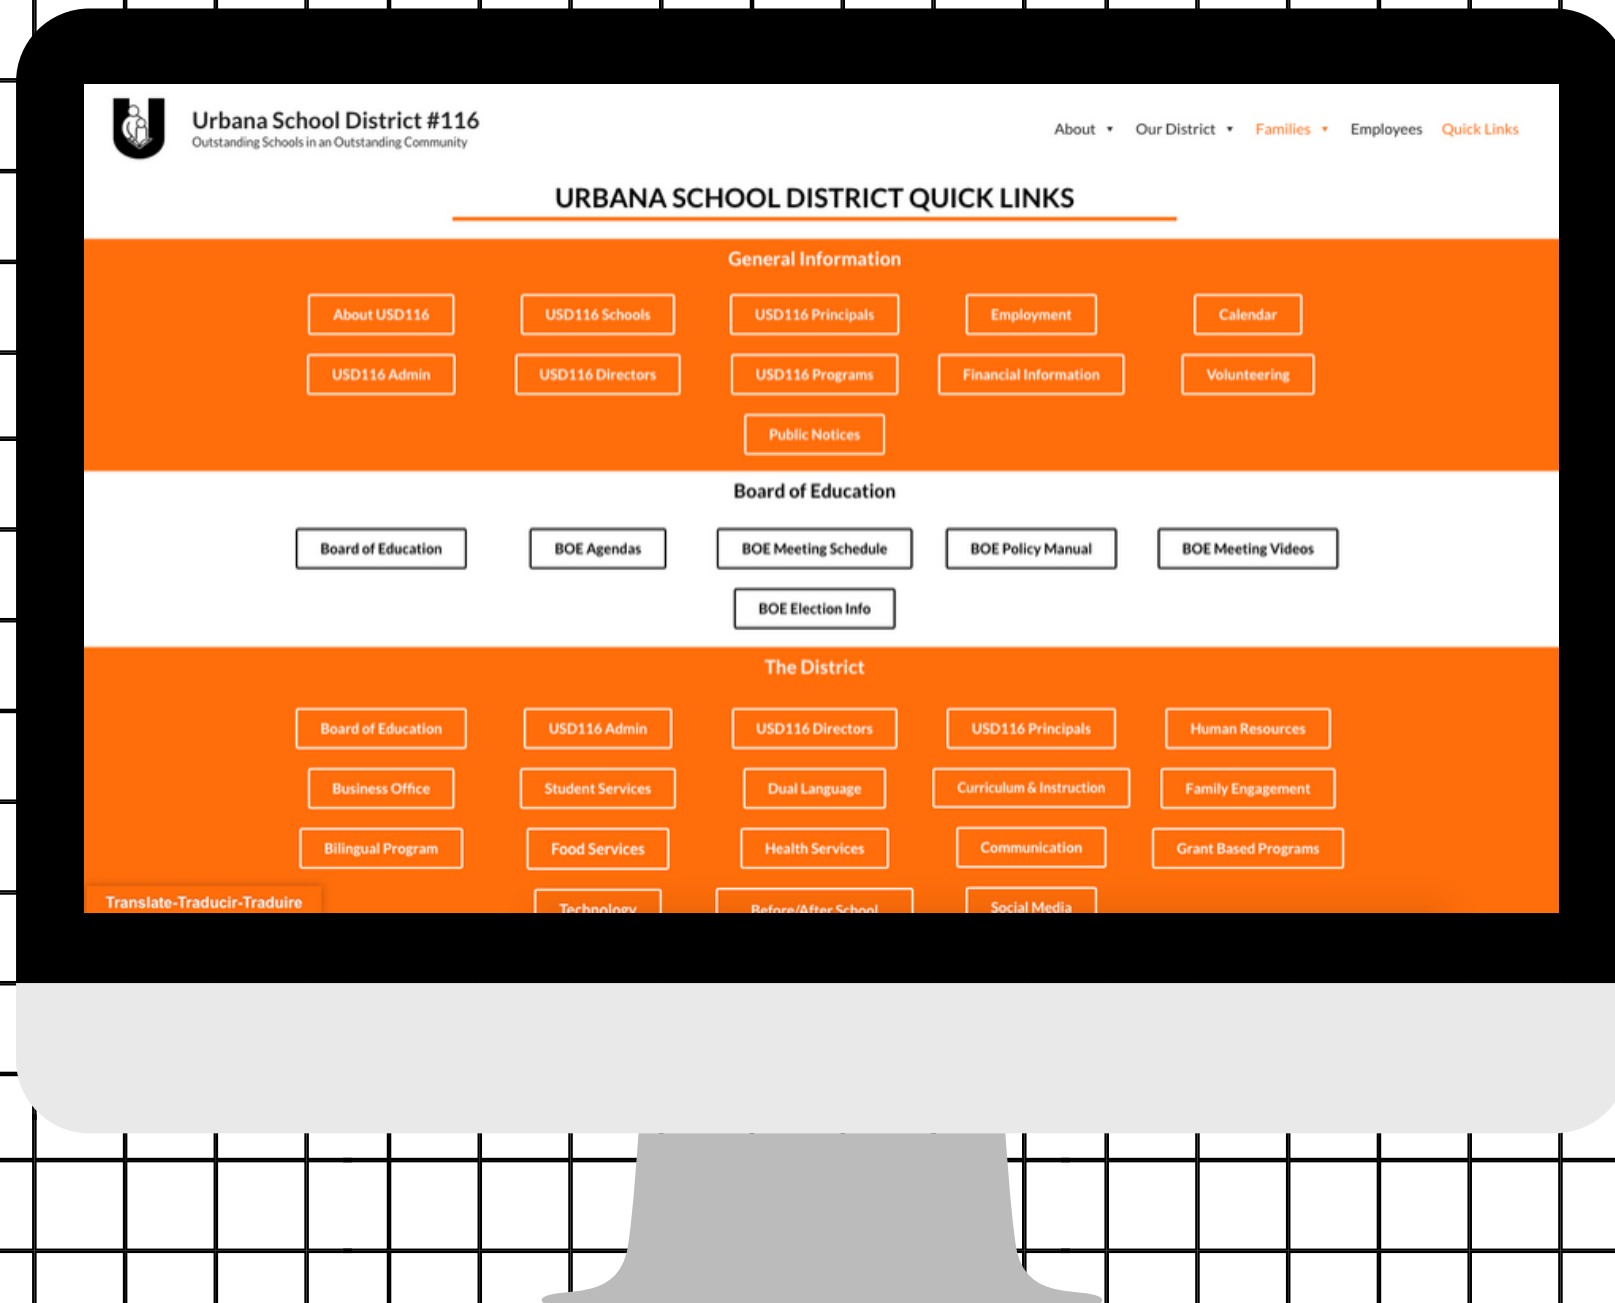 Urbana School District #116
Outstanding Schools in an Outstanding Community
About Our District Families Employees Quick Links
URBANA SCHOOL DISTRICT QUICK LINKS
General Information
About USD116 USD116 Schools USD116 Principals Employment Calendar
USD116 Admin USD116 Directors USD116 Programs Financial Information Volunteering
Public Notices
Board of Education
Board of Education BOE Agendas BOE Meeting Schedule BOE Policy Manual BOE Meeting Videos
BOE Election Info
The District
Board of Education USD116 Admin USD116 Directors USD116 Principals Human Resources
Business Office Student Services Dual Language Curriculum & Instruction Family Engagement
Bilingual Program Food Services Health Services Communication Grant Based Programs
Translate-Traducir-Traduire Technology Before/After School Social Media